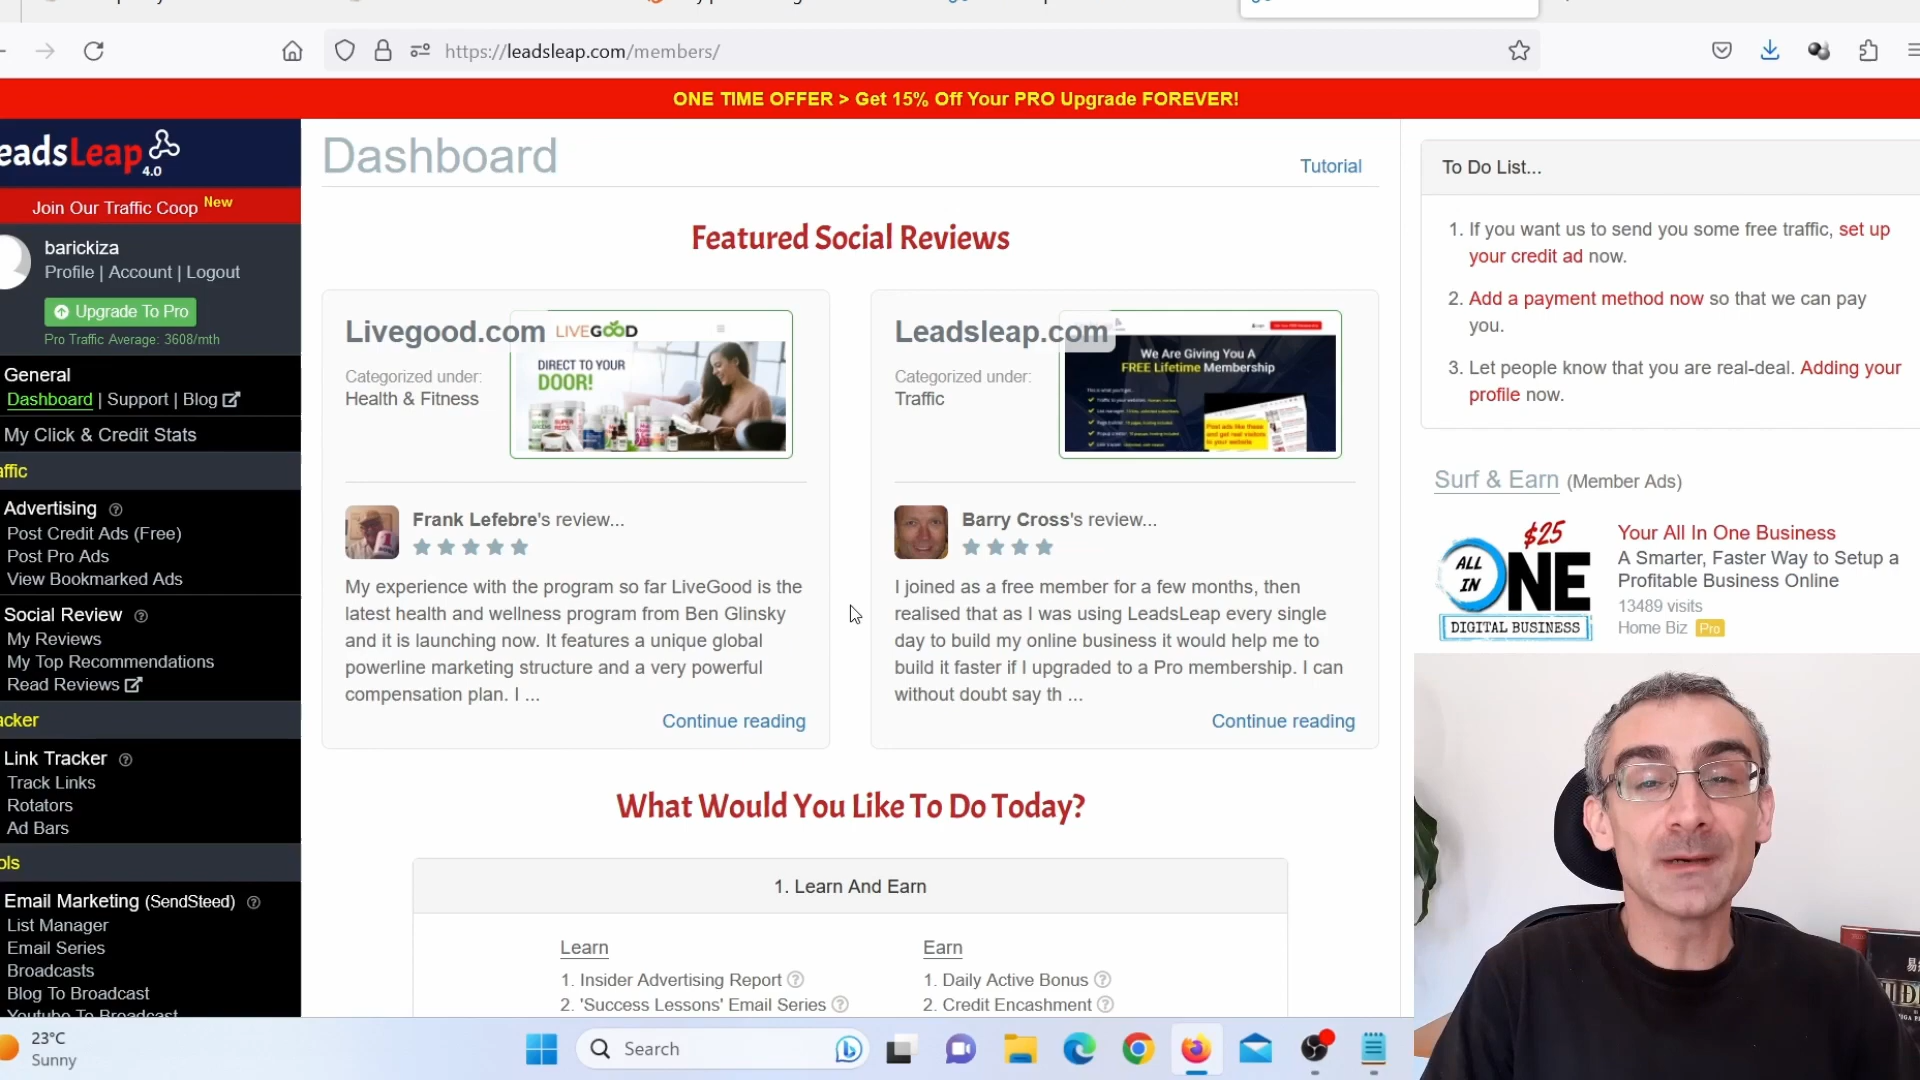 https://leadsleap.com/members/
ONE TIME OFFER > Get 15% Off Your PRO Upgrade FOREVER!
eadsLeap
4.0
Join Our Traffic Coop New
barickiza
Profile | Account | Logout
Upgrade To Pro
Pro Traffic Average: 3608/mth
General
Dashboard | Support | Blog
My Click & Credit Stats
affic
Advertising
Post Credit Ads (Free)
Post Pro Ads
View Bookmarked Ads
Social Review
My Reviews
My Top Recommendations
Read Reviews
acker
Link Tracker
Track Links
Rotators
Ad Bars
ols
Email Marketing (SendSteed)
List Manager
Email Series
Broadcasts
Blog To Broadcast
Youtube To Broadcast
Dashboard
Tutorial
Featured Social Reviews
Livegood.com
LIVEGOOD
DIRECT TO YOUR
DOOR!
Categorized under:
Health & Fitness
Frank Lefebre's review...
My experience with the program so far LiveGood is the
latest health and wellness program from Ben Glinsky
and it is launching now. It features a unique global
powerline marketing structure and a very powerful
compensation plan. I ...
Continue reading
Leadsleap.com
We Are Giving You A
FREE Lifetime Membership
Categorized under:
Traffic
Barry Cross's review...
I joined as a free member for a few months, then
realised that as I was using LeadsLeap every single
day to build my online business it would help me to
build it faster if I upgraded to a Pro membership. I can
without doubt say th ...
Continue reading
What Would You Like To Do Today?
1. Learn And Earn
Learn
1. Insider Advertising Report
2. 'Success Lessons' Email Series
Earn
1. Daily Active Bonus
2. Credit Encashment
To Do List...
1. If you want us to send you some free traffic, set up
your credit ad now.
2. Add a payment method now so that we can pay
you.
3. Let people know that you are real-deal. Adding your
profile now.
Surf & Earn (Member Ads)
$25
ALL
IN
ONE
DIGITAL BUSINESS
Your All In One Business
A Smarter, Faster Way to Setup a
Profitable Business Online
13489 visits
Home Biz Pro
23°C
Sunny
Search